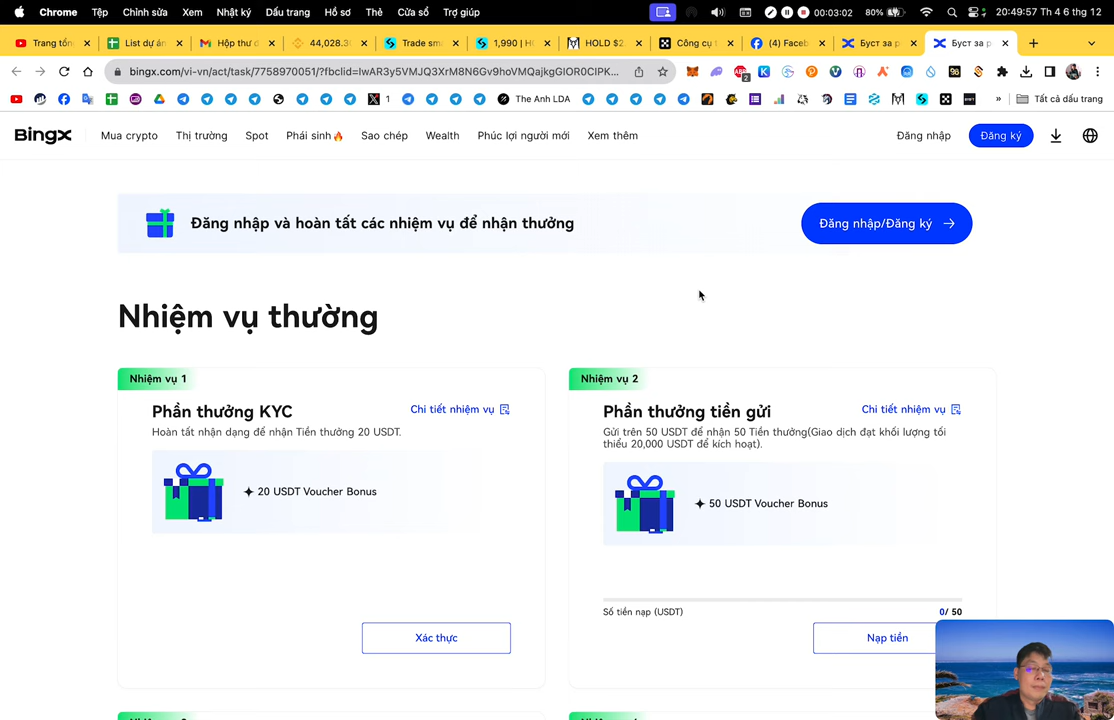 Chrome Tệp Chỉnh sửa Xem Nhật ký Dấu trang Hồ sơ Thẻ Cửa sổ Trợ giúp 00:03:02 80% 20:49:57 Th 4 6 thg 12
Trang tổn List dự án Hộp thư đ 44,028.3 Trade sm 1,990 | H HOLD $2. Công cụ t (4) Faceb Буст за р Буст за р
bingx.com/vi-vn/act/task/7758970051/?fbclid=IwAR3y5VMJQ3XrM8N6Gv9hoVMQajkgGIOR0CIPK...
1 The Anh LDA » Tất cả dấu trang
BingX Mua crypto Thị trường Spot Phái sinh Sao chép Wealth Phúc lợi người mới Xem thêm Đăng nhập Đăng ký
Đăng nhập và hoàn tất các nhiệm vụ để nhận thưởng Đăng nhập/Đăng ký
Nhiệm vụ thường
Nhiệm vụ 1
Phần thưởng KYC Chi tiết nhiệm vụ
Hoàn tất nhận dạng để nhận Tiền thưởng 20 USDT.
20 USDT Voucher Bonus
Xác thực
Nhiệm vụ 2
Phần thưởng tiền gửi Chi tiết nhiệm vụ
Gửi trên 50 USDT để nhận 50 Tiền thưởng(Giao dịch đạt khối lượng tối
thiểu 20,000 USDT để kích hoạt).
50 USDT Voucher Bonus
Số tiền nạp (USDT) 0/ 50
Nạp tiền